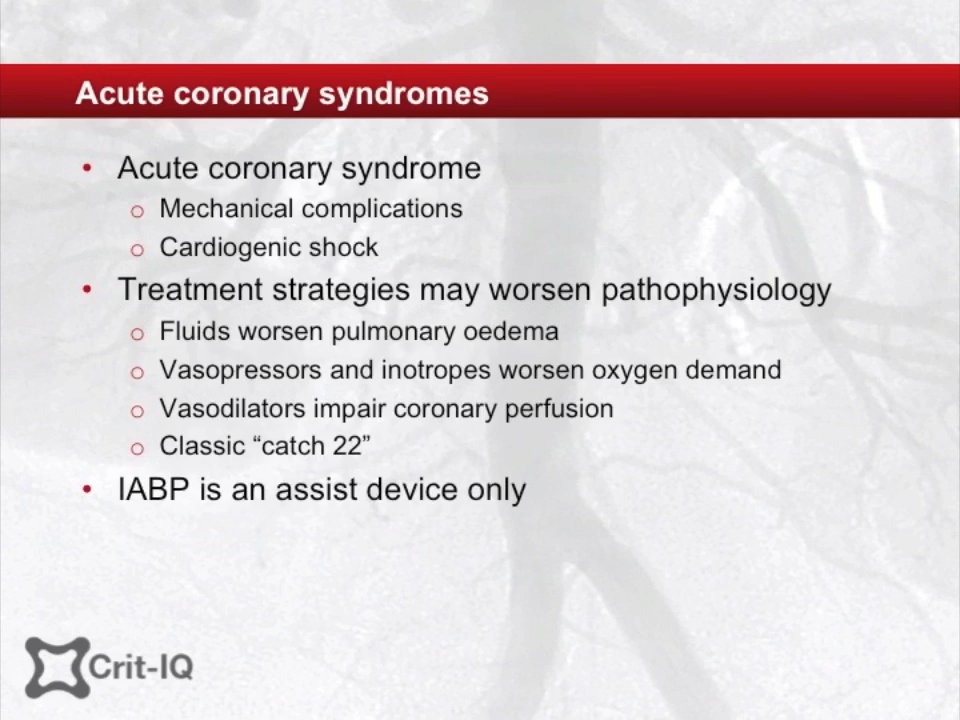 Acute coronary syndromes
• Acute coronary syndrome
o Mechanical complications
o Cardiogenic shock
• Treatment strategies may worsen pathophysiology
o Fluids worsen pulmonary oedema
o Vasopressors and inotropes worsen oxygen demand
o Vasodilators impair coronary perfusion
o Classic “catch 22”
• IABP is an assist device only
Crit-IQ